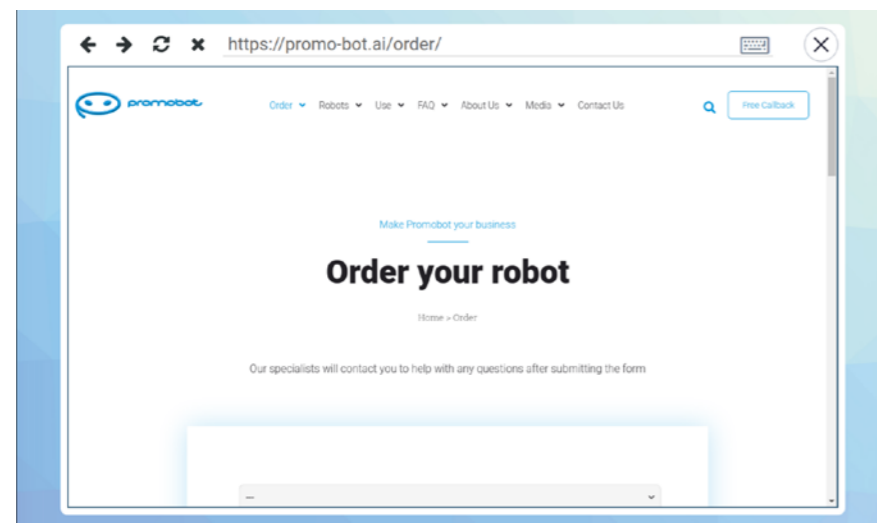 https://promo-bot.ai/order/
promobot
Order Robots Use FAQ About Us Media Contact Us
Free Callback
Make Promobot your business
Order your robot
Home > Order
Our specialists will contact you to help with any questions after submitting the form
—